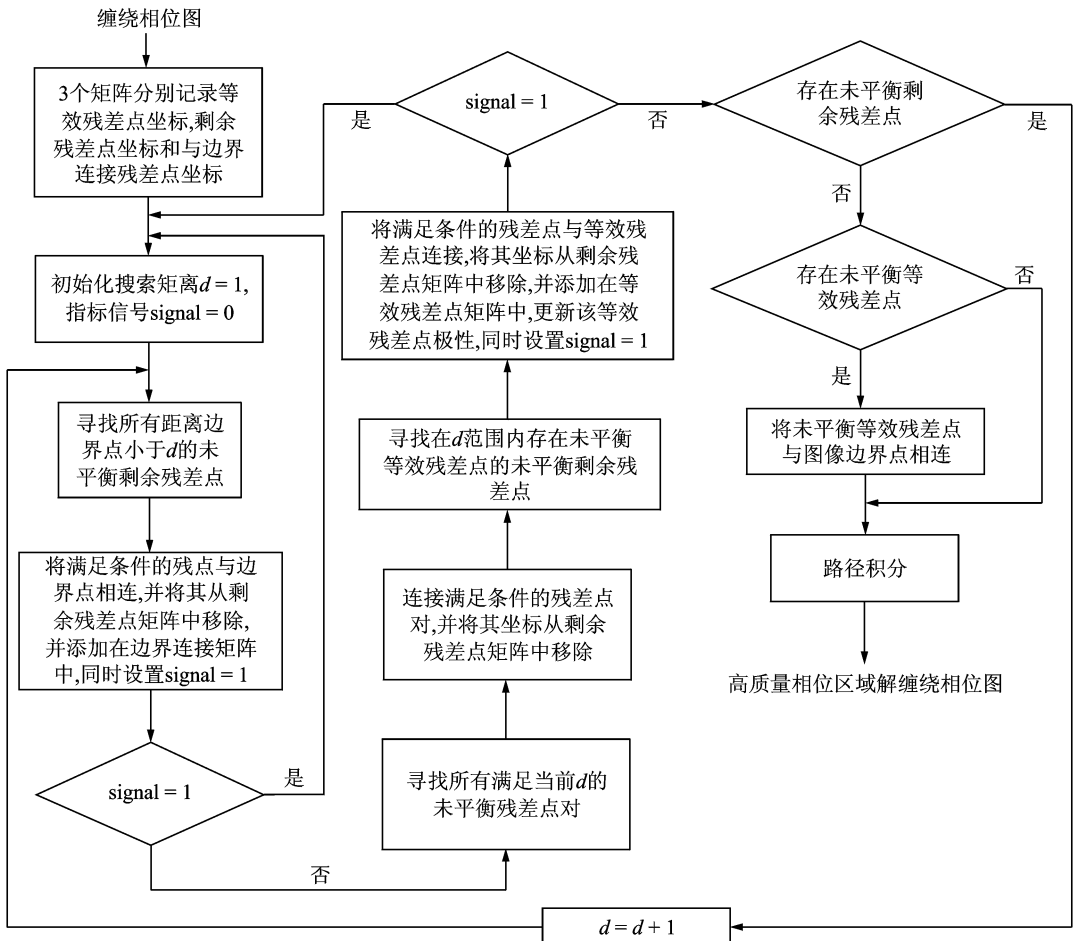 缠绕相位图
3个矩阵分别记录等
效残差点坐标,剩余
残差点坐标和与边界
连接残差点坐标
初始化搜索矩离d = 1,
指标信号signal = 0
寻找所有距离边
界点小于d的未
平衡剩余残差点
将满足条件的残点与边
界点相连,并将其从剩
余残差点矩阵中移除,
并添加在边界连接矩阵
中,同时设置signal = 1
signal = 1
是
否
寻找所有满足当前d的
未平衡残差点对
连接满足条件的残差点
对,并将其坐标从剩余
残差点矩阵中移除
寻找在d范围内存在未平衡
等效残差点的未平衡剩余残
差点
将满足条件的残差点与等效残
差点连接,将其坐标从剩余残
差点矩阵中移除,并添加在等
效残差点矩阵中,更新该等效
残差点极性,同时设置signal = 1
signal = 1
是
否
存在未平衡剩
余残差点
是
否
存在未平衡等
效残差点
否
是
将未平衡等效残差点
与图像边界点相连
路径积分
高质量相位区域解缠绕相位图
d = d + 1